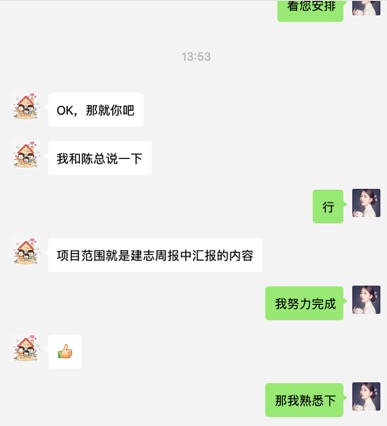 看您安排
13:53
OK，那就你吧
我和陈总说一下
行
项目范围就是建志周报中汇报的内容
我努力完成
👍
那我熟悉下